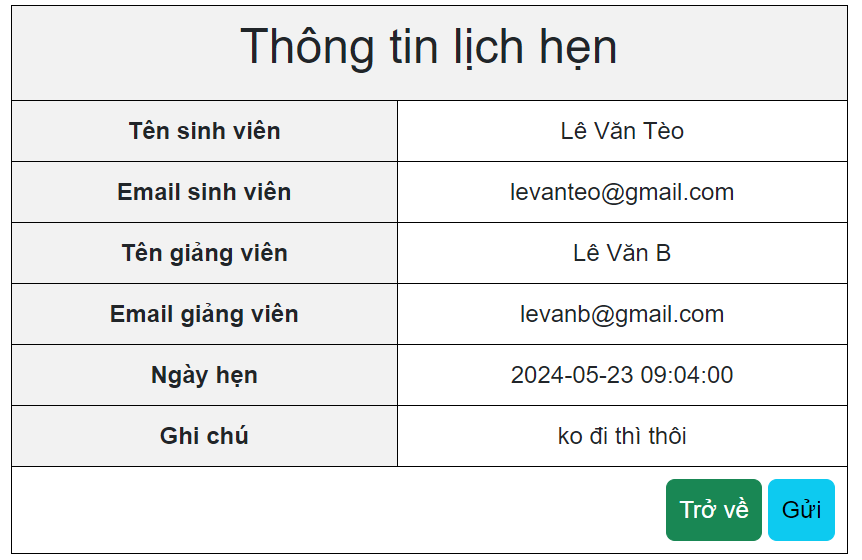 Thông tin lịch hẹn
Tên sinh viên Lê Văn Tèo
Email sinh viên levanteo@gmail.com
Tên giảng viên Lê Văn B
Email giảng viên levanb@gmail.com
Ngày hẹn 2024-05-23 09:04:00
Ghi chú ko đi thì thôi
Trở về Gửi